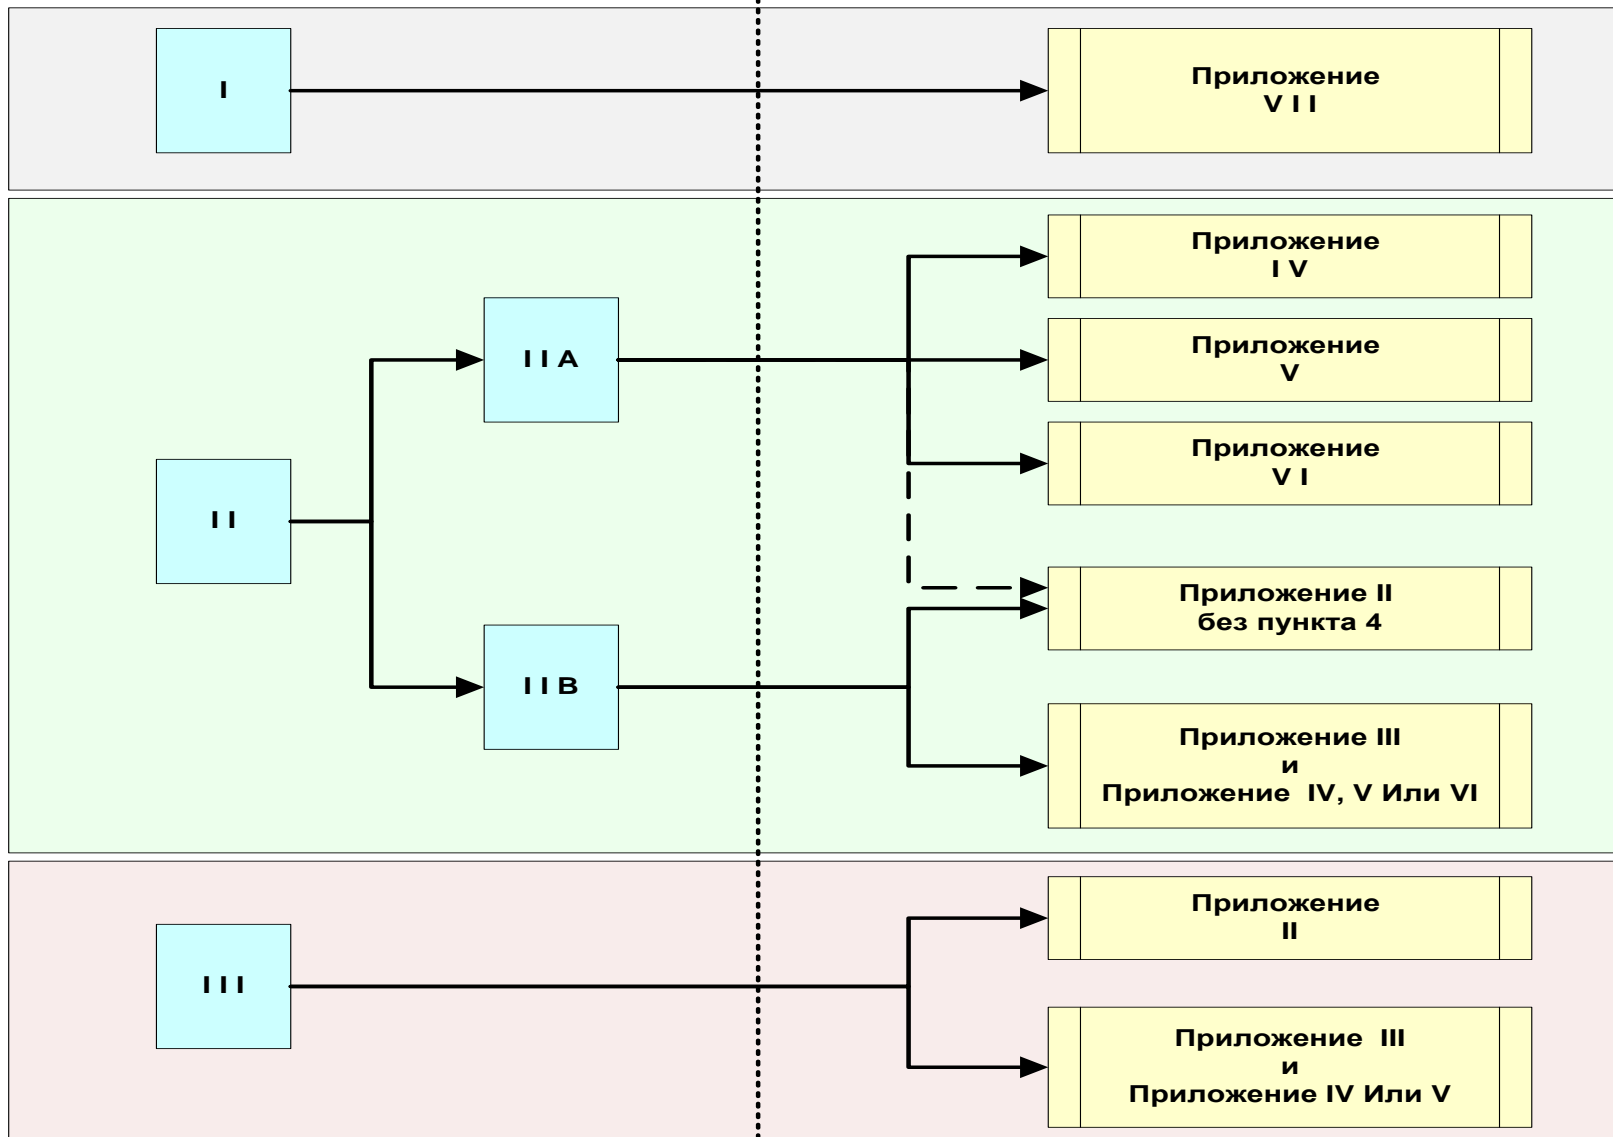 I
Приложение
V I I
Приложение
I V
I I A
Приложение
V
Приложение
V I
I I
Приложение II
без пункта 4
I I B
Приложение III
и
Приложение IV, V Или VI
Приложение
II
I I I
Приложение III
и
Приложение IV Или V